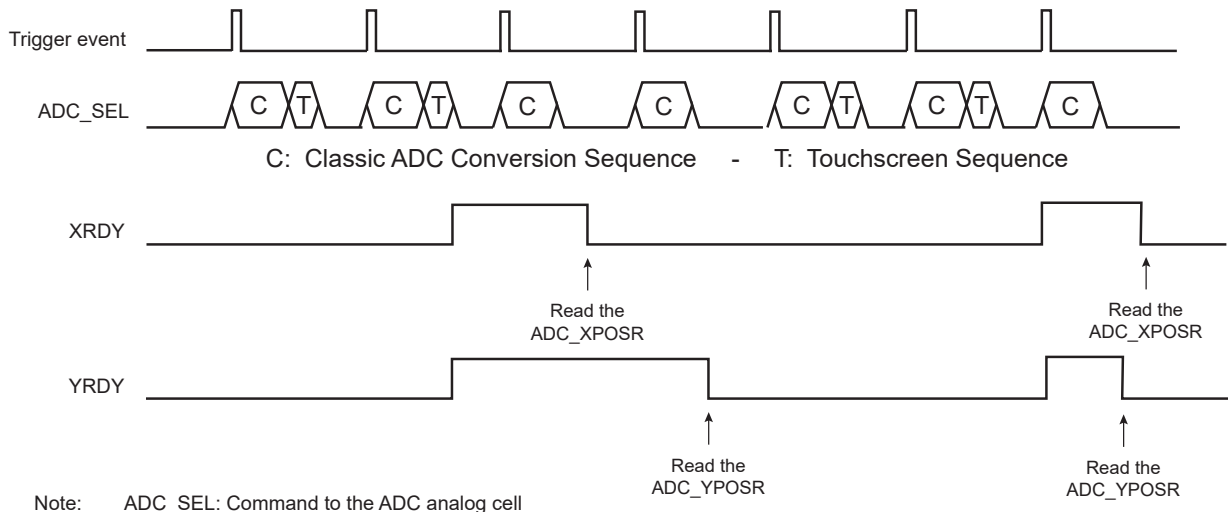 Trigger event
ADC_SEL
C T C T C C C T C T C
C: Classic ADC Conversion Sequence - T: Touchscreen Sequence
XRDY
Read the
ADC_XPOSR
Read the
ADC_XPOSR
YRDY
Read the
ADC_YPOSR
Read the
ADC_YPOSR
Note: ADC_SEL: Command to the ADC analog cell